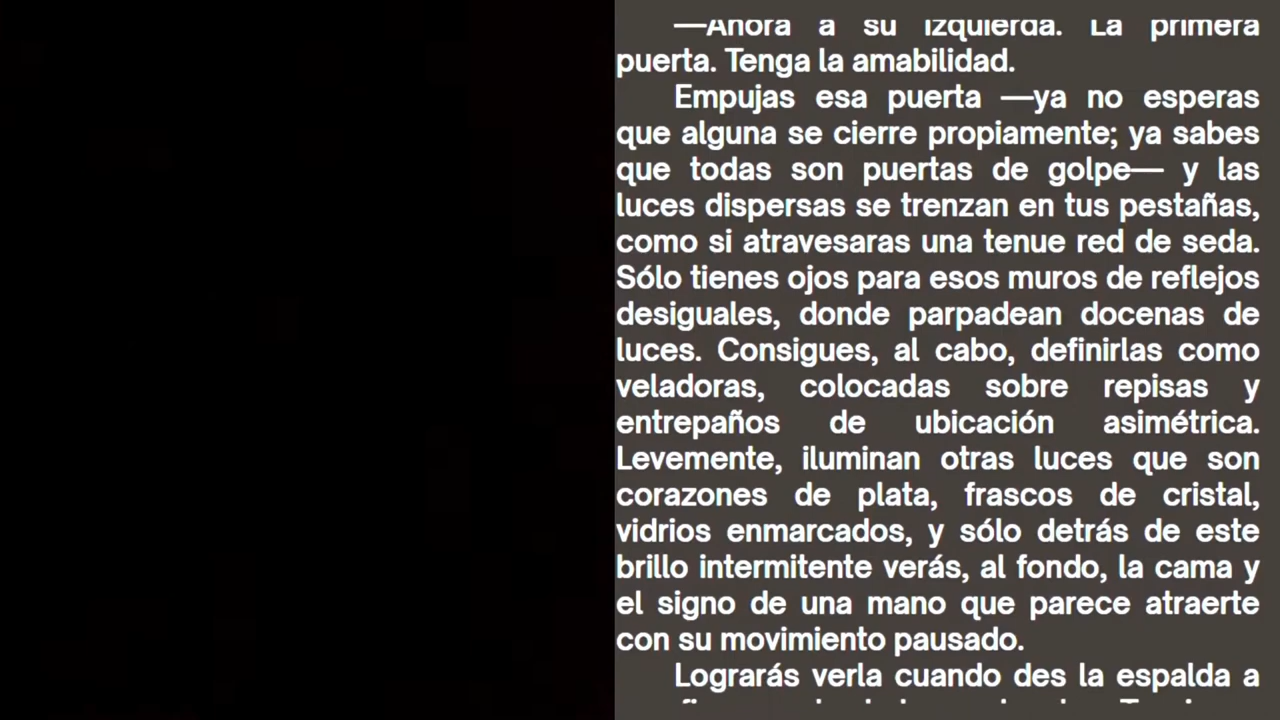 —Ahora a su izquierda. La primera
puerta. Tenga la amabilidad.
Empujas esa puerta —ya no esperas
que alguna se cierre propiamente; ya sabes
que todas son puertas de golpe— y las
luces dispersas se trenzan en tus pestañas,
como si atravesaras una tenue red de seda.
Sólo tienes ojos para esos muros de reflejos
desiguales, donde parpadean docenas de
luces. Consigues, al cabo, definirlas como
veladoras, colocadas sobre repisas y
entrepaños de ubicación asimétrica.
Levemente, iluminan otras luces que son
corazones de plata, frascos de cristal,
vidrios enmarcados, y sólo detrás de este
brillo intermitente verás, al fondo, la cama y
el signo de una mano que parece atraerte
con su movimiento pausado.
Lograrás verla cuando des la espalda a